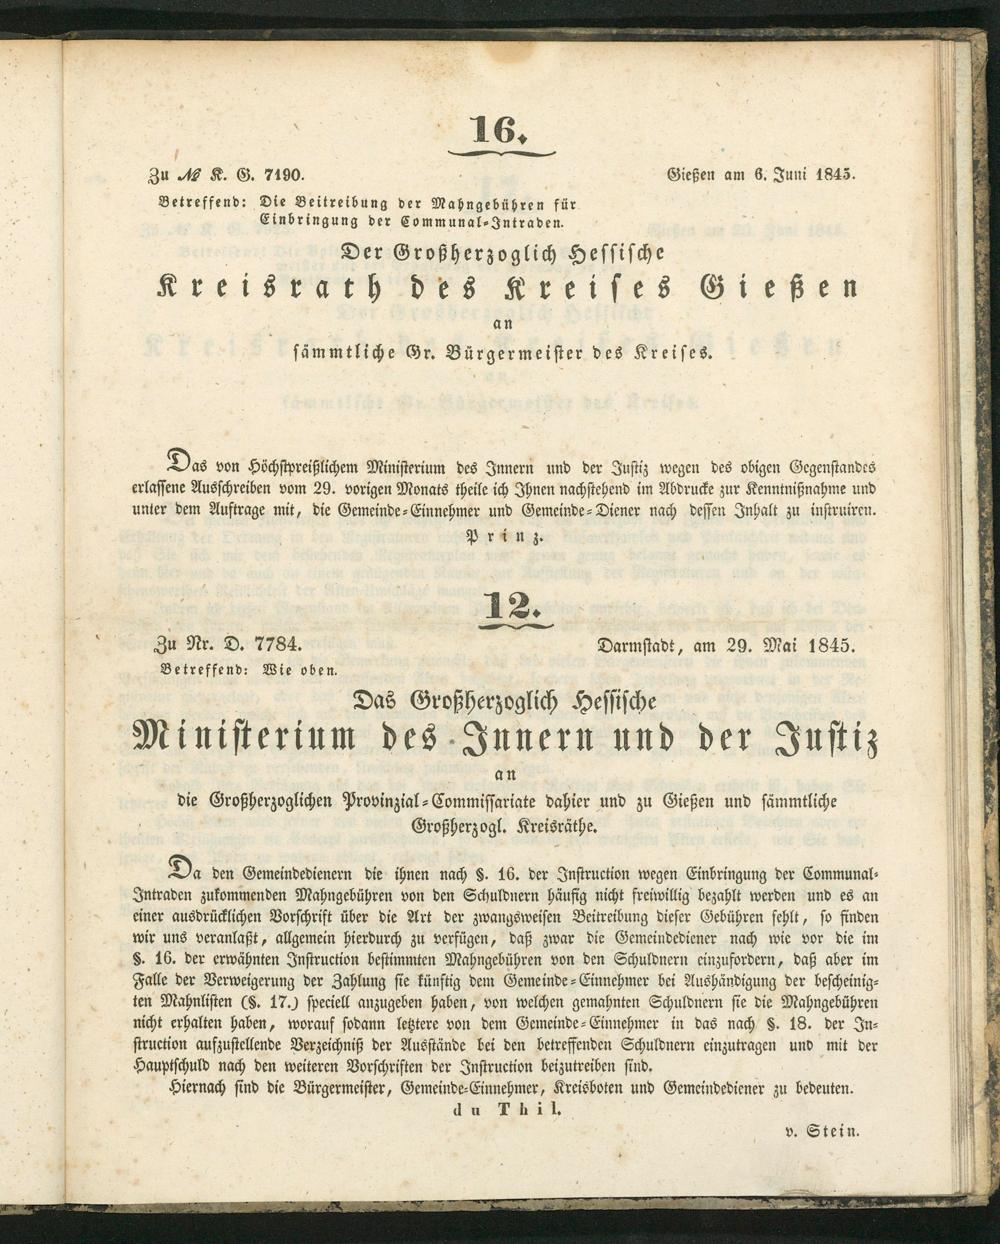 16.
Zu № K. G. 7190. Gießen am 6. Juni 1845.
Betreffend: Die Beitreibung der Mahngebühren für
Einbringung der Communal-Intraden.
Der Großherzoglich Hessische
Kreisrath des Kreises Gießen
an
sämmtliche Gr. Bürgermeister des Kreises.
Das von Höchstpreißlichem Ministerium des Innern und der Justiz wegen des obigen Gegenstandes
erlassene Ausschreiben vom 29. vorigen Monats theile ich Ihnen nachstehend im Abdrucke zur Kenntnißnahme und
unter dem Auftrage mit, die Gemeinde-Einnehmer und Gemeinde-Diener nach dessen Inhalt zu instruiren.
Prinz.
12.
Zu Nr. D. 7784. Darmstadt, am 29. Mai 1845.
Betreffend: Wie oben.
Das Großherzoglich Hessische
Ministerium des Innern und der Justiz
an
die Großherzoglichen Provinzial-Commissariate dahier und zu Gießen und sämmtliche
Großherzogl. Kreisräthe.
Da den Gemeindedienern die ihnen nach §. 16. der Instruction wegen Einbringung der Communal-
Intraden zukommenden Mahngebühren von den Schuldnern häufig nicht freiwillig bezahlt werden und es an
einer ausdrücklichen Vorschrift über die Art der zwangsweisen Beitreibung dieser Gebühren fehlt, so finden
wir uns veranlaßt, allgemein hierdurch zu verfügen, daß zwar die Gemeindediener nach wie vor die im
§. 16. der erwähnten Instruction bestimmten Mahngebühren von den Schuldnern einzufordern, daß aber im
Falle der Verweigerung der Zahlung sie künftig dem Gemeinde-Einnehmer bei Aushändigung der bescheinig-
ten Mahnlisten (§. 17.) speciell anzugeben haben, von welchen gemahnten Schuldnern sie die Mahngebühren
nicht erhalten haben, worauf sodann letztere von dem Gemeinde-Einnehmer in das nach §. 18. der In-
struction aufzustellende Verzeichniß der Ausstände bei den betreffenden Schuldnern einzutragen und mit der
Hauptschuld nach den weiteren Vorschriften der Instruction beizutreiben sind.
Hiernach sind die Bürgermeister, Gemeinde-Einnehmer, Kreisboten und Gemeindediener zu bedeuten.
du Thil.
v. Stein.